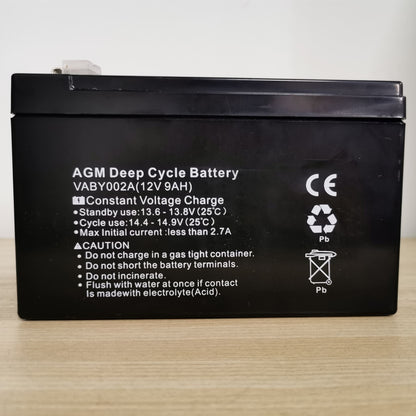 AGM Deep Cycle Battery
VABY002A(12V 9AH)
Constant Voltage Charge
• Standby use: 13.6 - 13.8V (25℃)
• Cycle use: 14.4 - 14.9V (25℃)
• Max Initial current : less than 2.7A
⚠CAUTION
• Do not charge in a gas tight container.
• Do not short the battery terminals.
• Do not incinerate.
• Flush with water at once if contact
Is madewith electrolyte(Acid).
CE
Pb
Pb